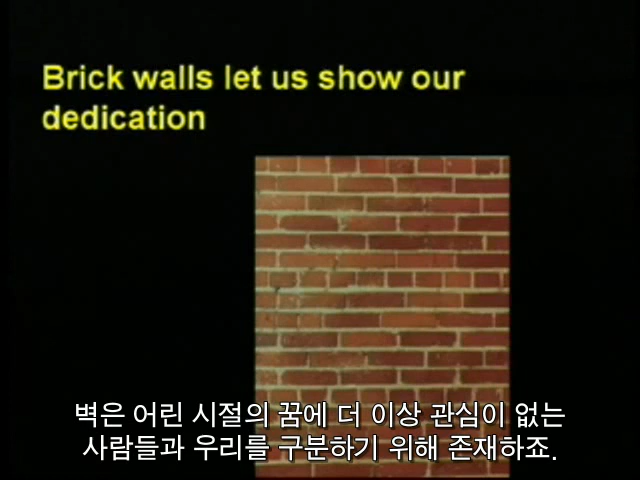 Brick walls let us show our
dedication
벽은 어린 시절의 꿈에 더 이상 관심이 없는
사람들과 우리를 구분하기 위해 존재하죠.